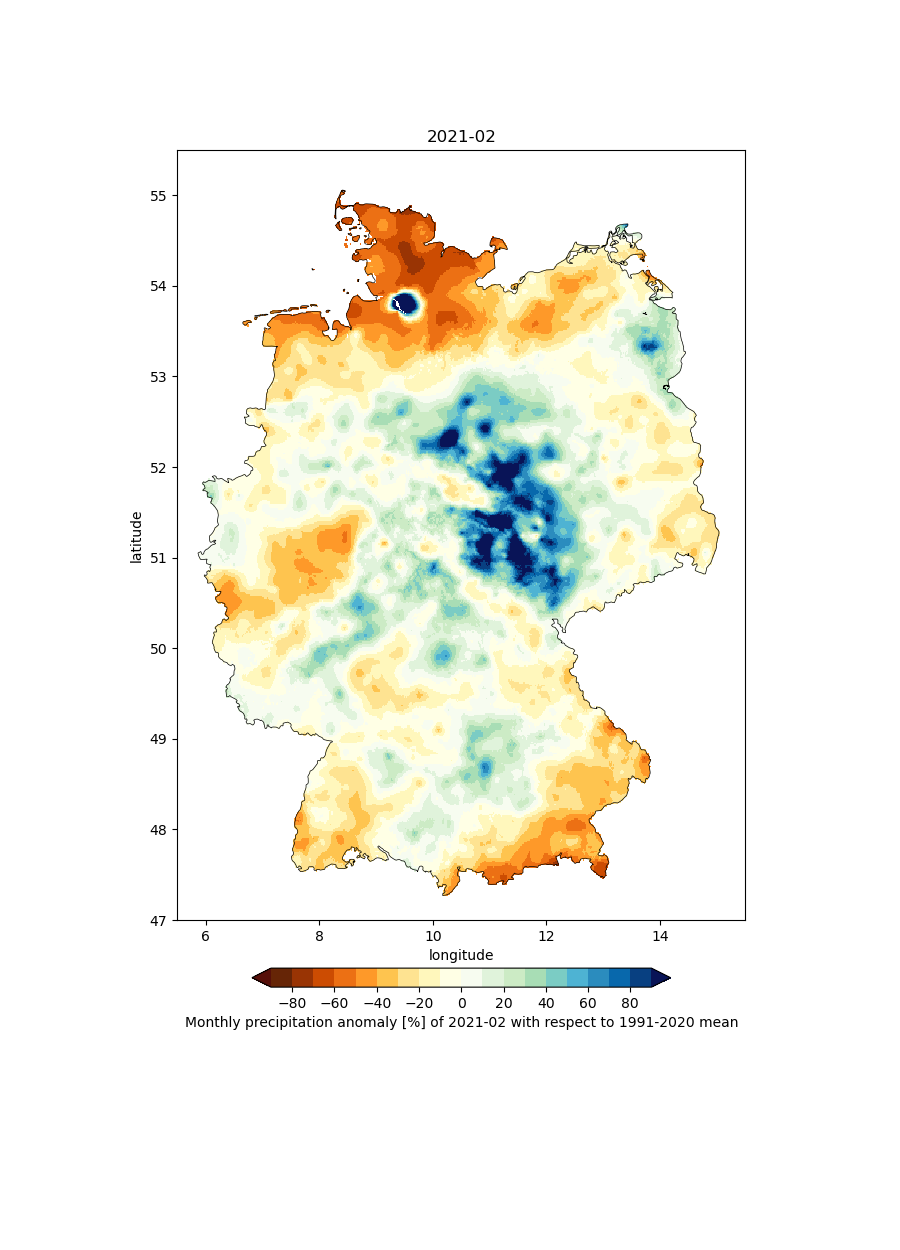 2021-02
55
54
53
52
51
50
49
48
47
latitude
6 8 10 12 14
longitude
−80 −60 −40 −20 0 20 40 60 80
Monthly precipitation anomaly [%] of 2021-02 with respect to 1991-2020 mean